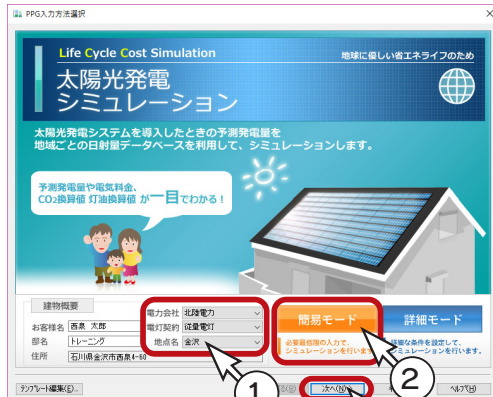 PPG入力方法選択
Life Cycle Cost Simulation
地球に優しい省エネライフのため
太陽光発電
シミュレーション
太陽光発電システムを導入したときの予測発電量を
地域ごとの日射量データベースを利用して、シミュレーションします。
予測発電量や電気料金、
CO2換算値 灯油換算値 が一目でわかる！
建物概要
お客様名 西泉 太郎
部名 トレーニング
住所 石川県金沢市西泉4-60
電力会社 北陸電力
電灯契約 従量電灯
地点名 金沢
簡易モード
必要最低限の入力で、
シミュレーションを行います
詳細モード
詳細な条件を設定して、
シミュレーションを行います。
1
2
テンプレート編集(E)...
次へ(N)
ヘルプ(H)